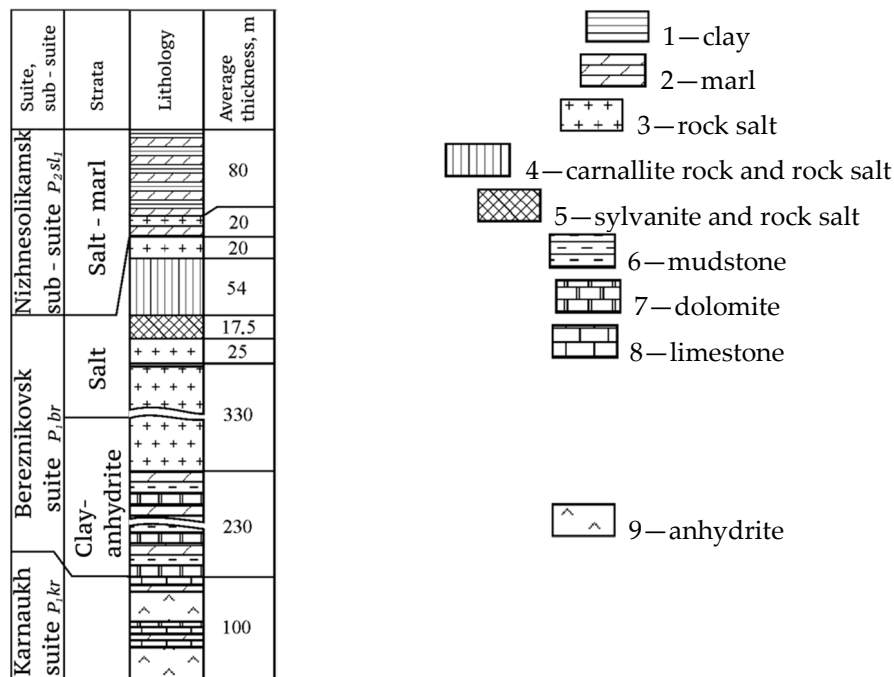 Suite,
sub - suite
Strata
Lithology
Average
thickness, m
Nizhnesolikamsk
sub - suite P₂sl₁
Salt - marl
80
20
20
54
Bereznikovsk
suite P₁br
Salt
17.5
25
330
Clay-
anhydrite
230
Karnaukh
suite P₁kr
100
1—clay
2—marl
3—rock salt
4—carnallite rock and rock salt
5—sylvanite and rock salt
6—mudstone
7—dolomite
8—limestone
9—anhydrite